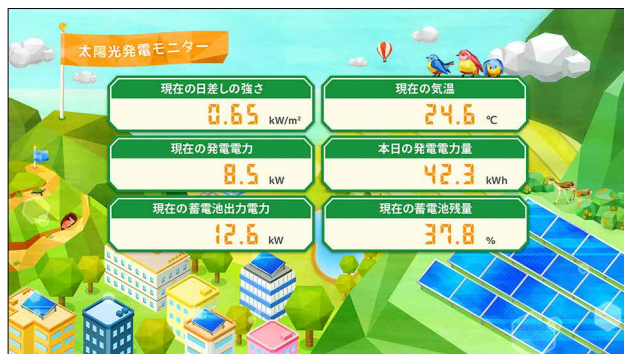 太陽光発電モニター
現在の日差しの強さ
0.65 kW/m²
現在の気温
24.6 ℃
現在の発電電力
8.5 kW
本日の発電電力量
42.3 kWh
現在の蓄電池出力電力
12.6 kW
現在の蓄電池残量
37.8 %